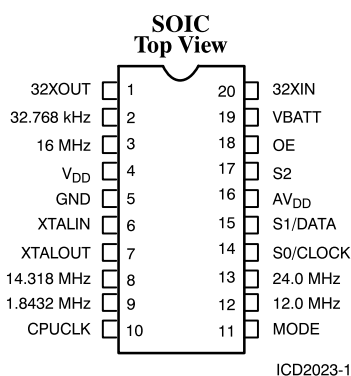 SOIC
Top View
32XOUT 1 20 32XIN
32.768 kHz 2 19 VBATT
16 MHz 3 18 OE
VDD 4 17 S2
GND 5 16 AVDD
XTALIN 6 15 S1/DATA
XTALOUT 7 14 S0/CLOCK
14.318 MHz 8 13 24.0 MHz
1.8432 MHz 9 12 12.0 MHz
CPUCLK 10 11 MODE
ICD2023-1